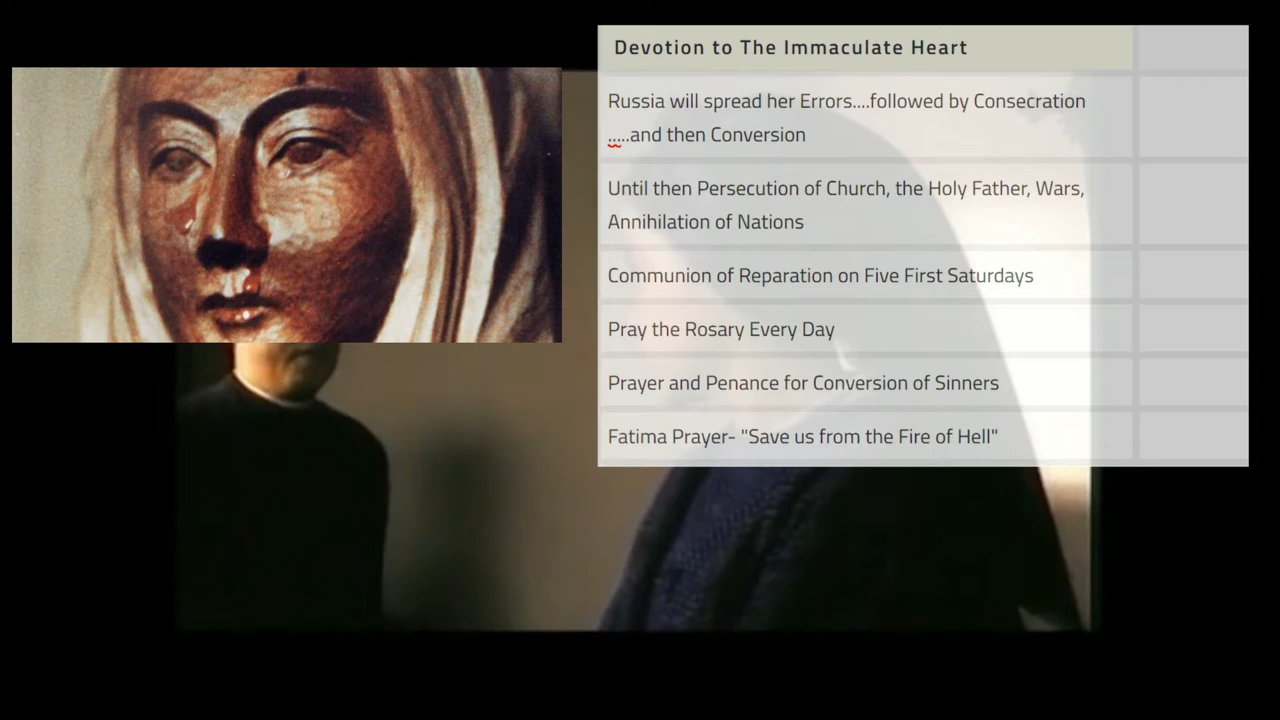 Devotion to The Immaculate Heart
Russia will spread her Errors....followed by Consecration
.....and then Conversion
Until then Persecution of Church, the Holy Father, Wars,
Annihilation of Nations
Communion of Reparation on Five First Saturdays
Pray the Rosary Every Day
Prayer and Penance for Conversion of Sinners
Fatima Prayer- "Save us from the Fire of Hell"